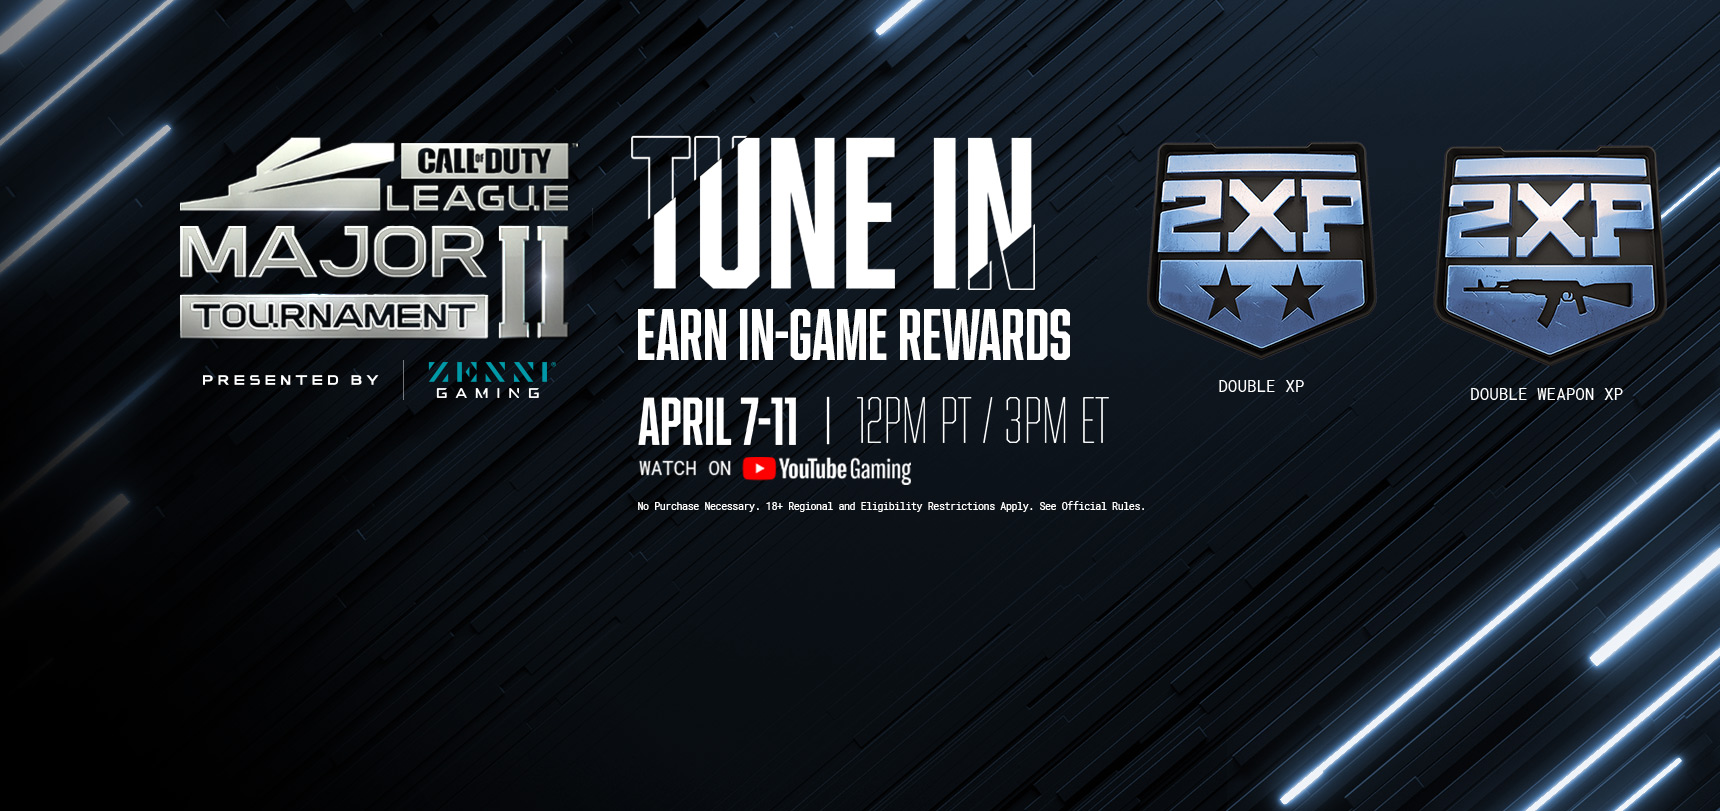 CALL OF DUTY™
LEAGUE
MAJOR II
TOURNAMENT
PRESENTED BY
ZENNI®
GAMING
TUNE IN
EARN IN-GAME REWARDS
APRIL 7-11 | 12PM PT / 3PM ET
WATCH ON YouTube Gaming
No Purchase Necessary. 18+ Regional and Eligibility Restrictions Apply. See Official Rules.
2XP
DOUBLE XP
2XP
DOUBLE WEAPON XP